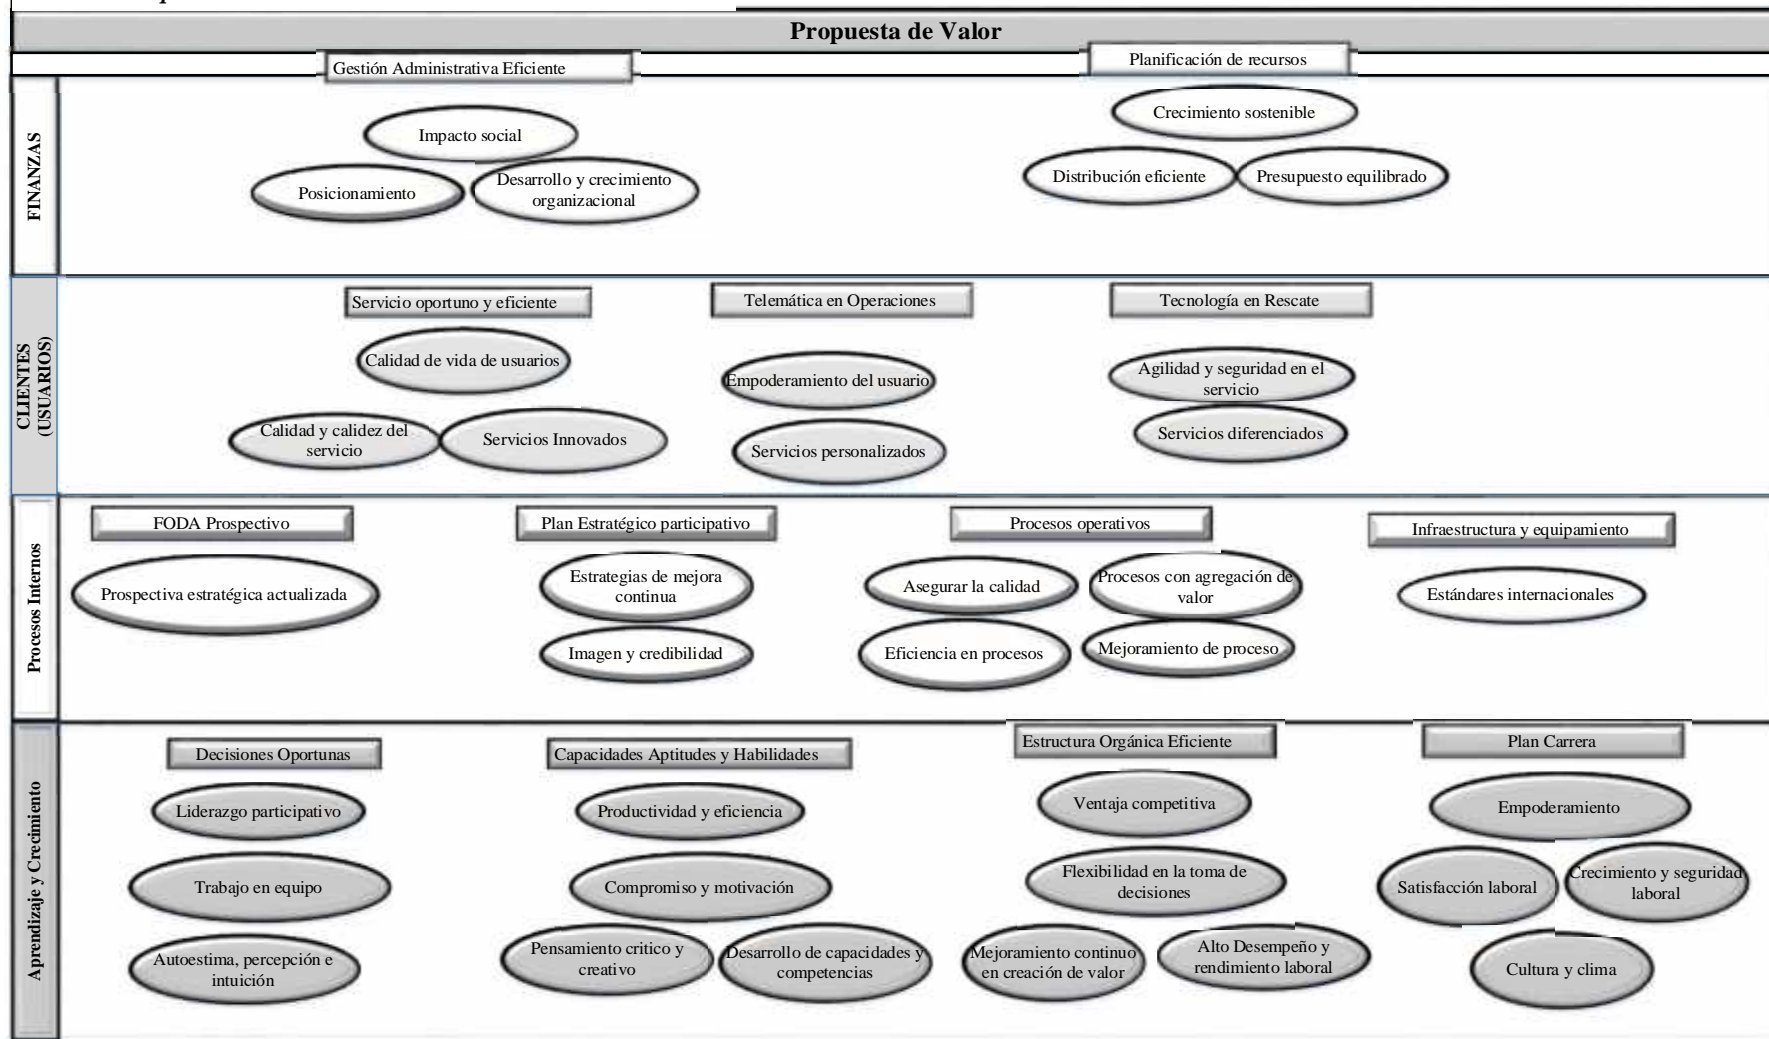 Propuesta de Valor
Gestión Administrativa Eficiente
Planificación de recursos
FINANZAS
Impacto social
Posicionamiento
Desarrollo y crecimiento
organizacional
Crecimiento sostenible
Distribución eficiente
Presupuesto equilibrado
CLIENTES
(USUARIOS)
Servicio oportuno y eficiente
Telemática en Operaciones
Tecnología en Rescate
Calidad de vida de usuarios
Calidad y calidez del
servicio
Servicios Innovados
Empoderamiento del usuario
Servicios personalizados
Agilidad y seguridad en el
servicio
Servicios diferenciados
Procesos Internos
FODA Prospectivo
Plan Estratégico participativo
Procesos operativos
Infraestructura y equipamiento
Prospectiva estratégica actualizada
Estrategias de mejora
continua
Imagen y credibilidad
Asegurar la calidad
Procesos con agregación de
valor
Eficiencia en procesos
Mejoramiento de proceso
Estándares internacionales
Aprendizaje y Crecimiento
Decisiones Oportunas
Capacidades Aptitudes y Habilidades
Estructura Orgánica Eficiente
Plan Carrera
Liderazgo participativo
Trabajo en equipo
Autoestima, percepción e
intuición
Productividad y eficiencia
Compromiso y motivación
Pensamiento critico y
creativo
Desarrollo de capacidades y
competencias
Ventaja competitiva
Flexibilidad en la toma de
decisiones
Mejoramiento continuo
en creación de valor
Alto Desempeño y
rendimiento laboral
Empoderamiento
Satisfacción laboral
Crecimiento y seguridad
laboral
Cultura y clima